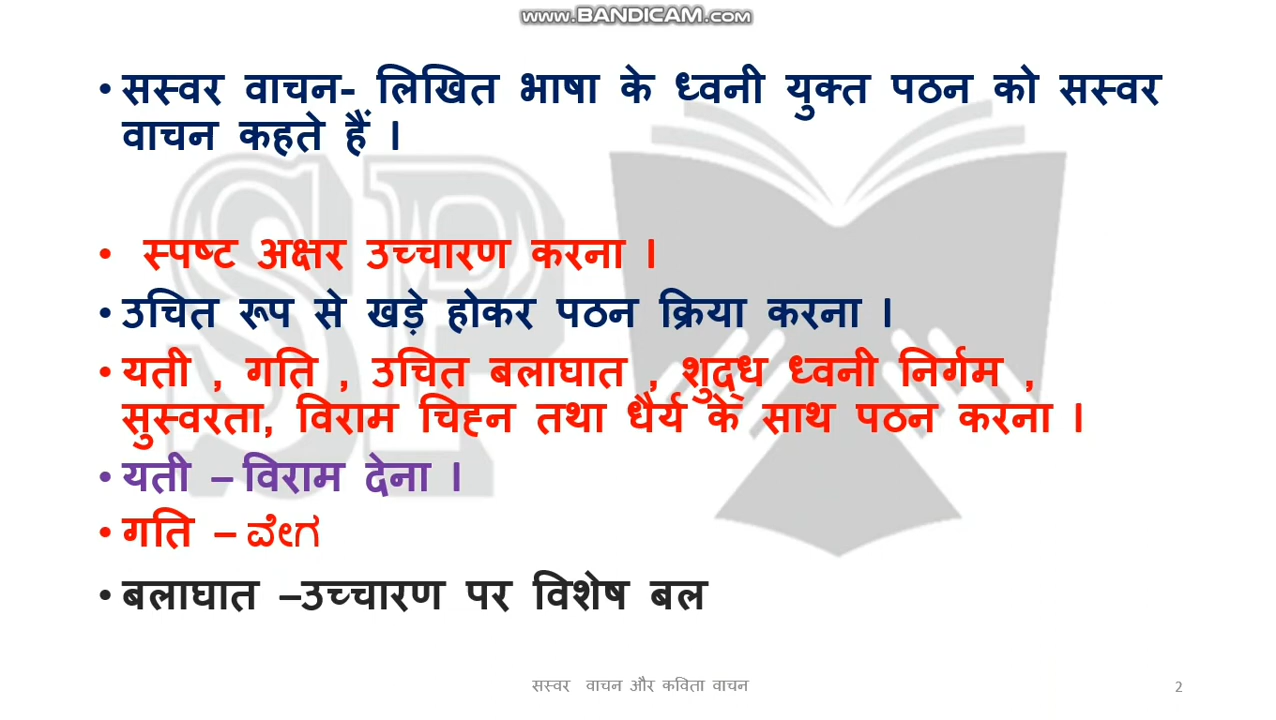 www.BANDICAM.com
• सस्वर वाचन- लिखित भाषा के ध्वनी युक्त पठन को सस्वर
वाचन कहते हैं ।
• स्पष्ट अक्षर उच्चारण करना ।
• उचित रूप से खड़े होकर पठन क्रिया करना ।
• यती , गति , उचित बलाघात , शुद्ध ध्वनी निर्गम ,
सुस्वरता, विराम चिह्न तथा धैर्य के साथ पठन करना ।
• यती – विराम देना ।
• गति – ವೇಗ
• बलाघात –उच्चारण पर विशेष बल
सस्वर वाचन और कविता वाचन
2
SP